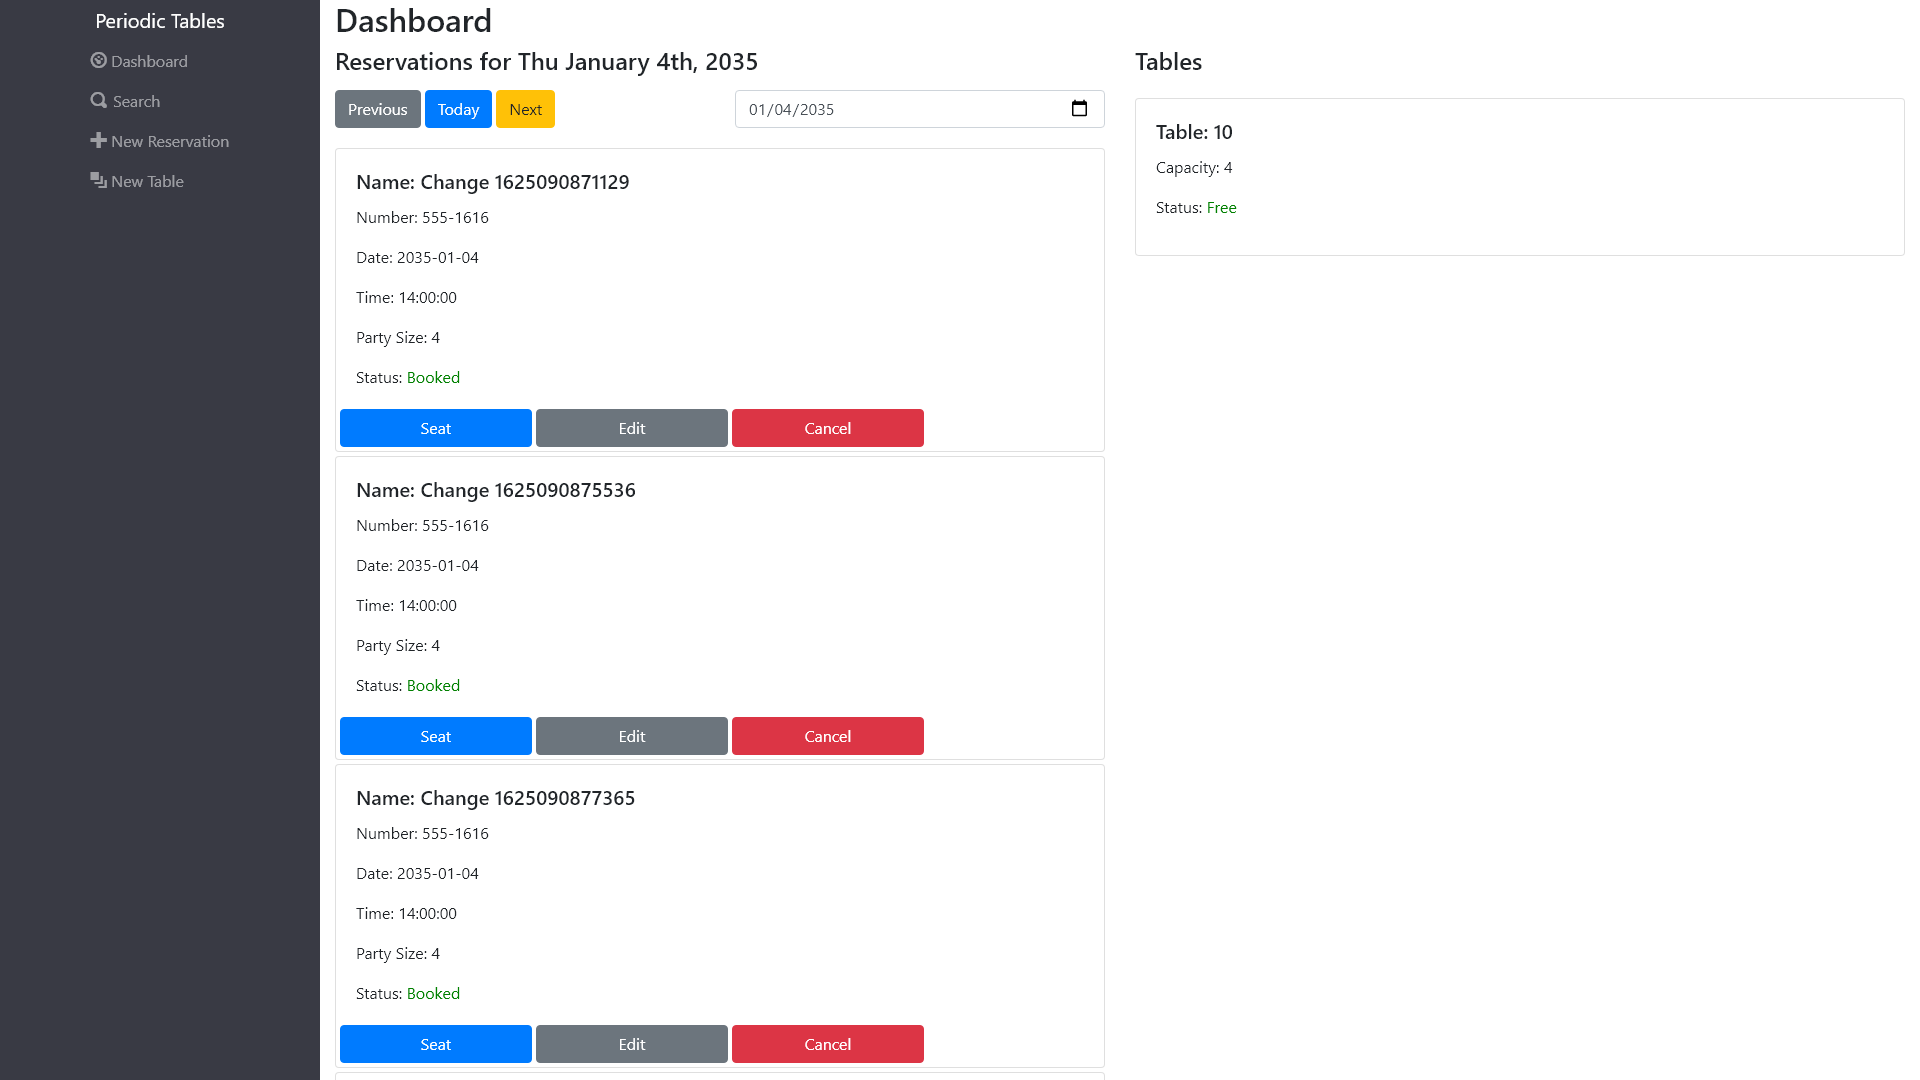 Periodic Tables
Dashboard
Search
New Reservation
New Table
Dashboard
Reservations for Thu January 4th, 2035
Previous Today Next
01/04/2035
Name: Change 1625090871129
Number: 555-1616
Date: 2035-01-04
Time: 14:00:00
Party Size: 4
Status: Booked
Seat Edit Cancel
Name: Change 1625090875536
Number: 555-1616
Date: 2035-01-04
Time: 14:00:00
Party Size: 4
Status: Booked
Seat Edit Cancel
Name: Change 1625090877365
Number: 555-1616
Date: 2035-01-04
Time: 14:00:00
Party Size: 4
Status: Booked
Seat Edit Cancel
Tables
Table: 10
Capacity: 4
Status: Free